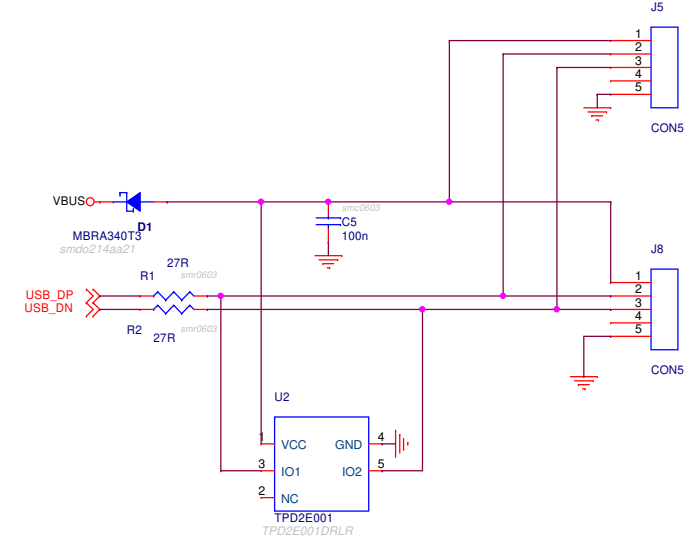 J5
1
2
3
4
5
CON5
VBUS
D1
MBRA340T3
smdo214aa21
smc0603
C5
100n
27R
R1
smr0603
USB_DP
USB_DN
R2
27R
smr0603
J8
1
2
3
4
5
CON5
U2
1
VCC
GND
4
3
IO1
IO2
5
2
NC
TPD2E001
TPD2E001DRLR